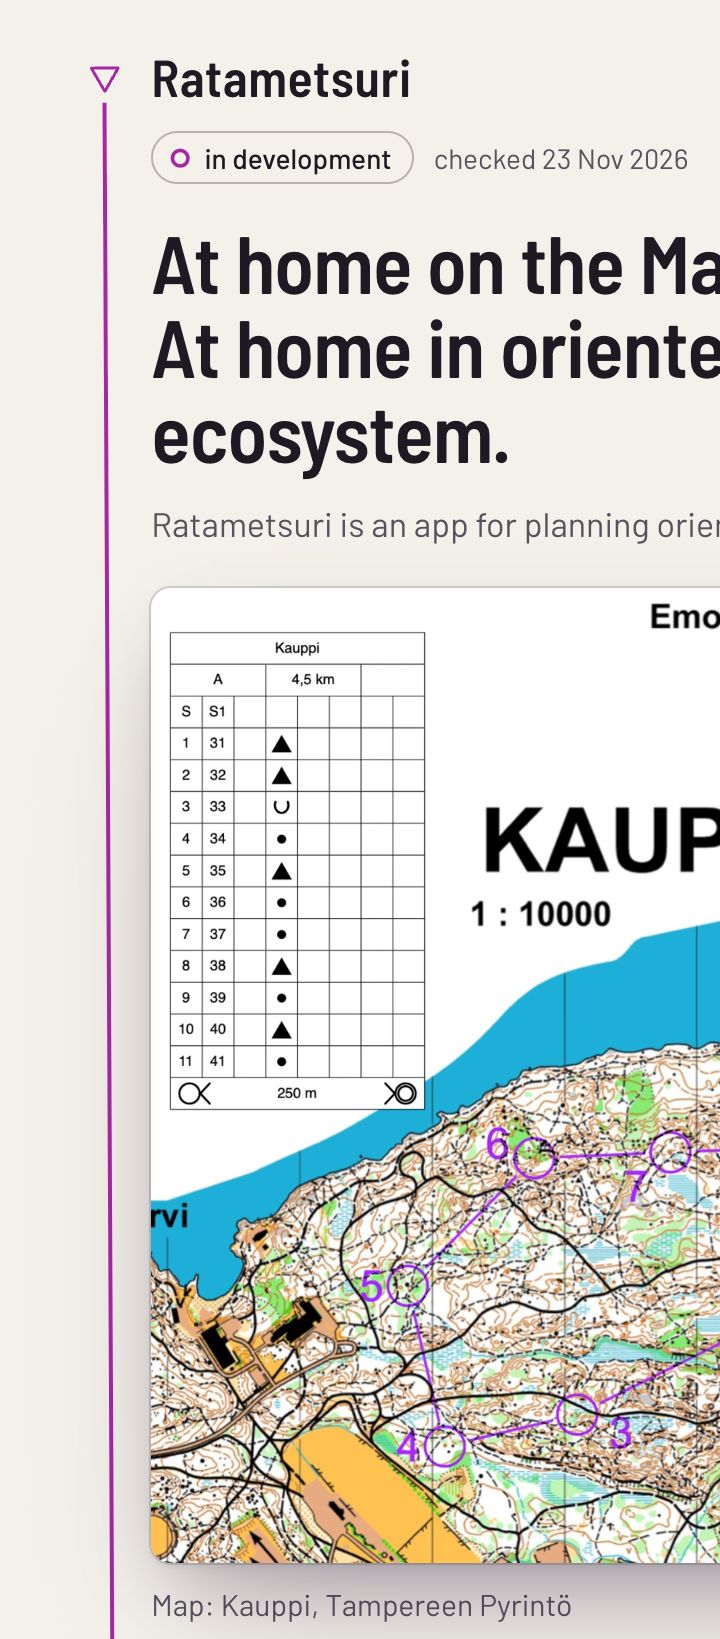 Ratametsuri
in development checked 23 Nov 2026
At home on the Ma
At home in oriente
ecosystem.
Ratametsuri is an app for planning orier
Emo
Kauppi
A 4,5 km
S S1
1 31
2 32
3 33
4 34
5 35
6 36
7 37
8 38
9 39
10 40
11 41
250 m
KAUP
1 : 10000
6
7
rvi
5
3
4
Map: Kauppi, Tampereen Pyrintö